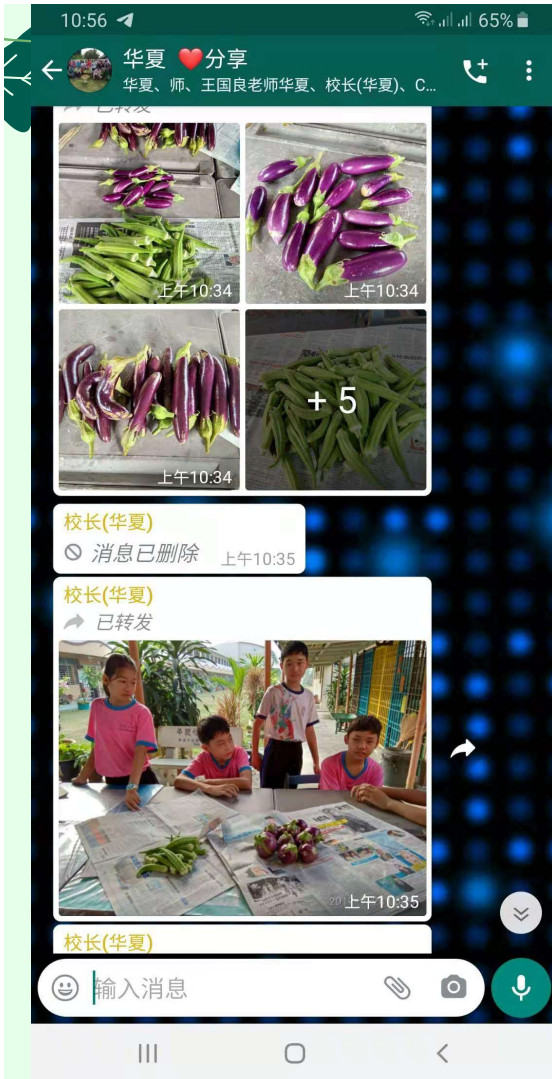 10:56
65%
华夏 ❤️分享
华夏、师、王国良老师华夏、校长(华夏)、C...
已转发
上午10:34
上午10:34
上午10:34
+ 5
校长(华夏)
消息已删除 上午10:35
校长(华夏)
已转发
上午10:35
校长(华夏)
输入消息